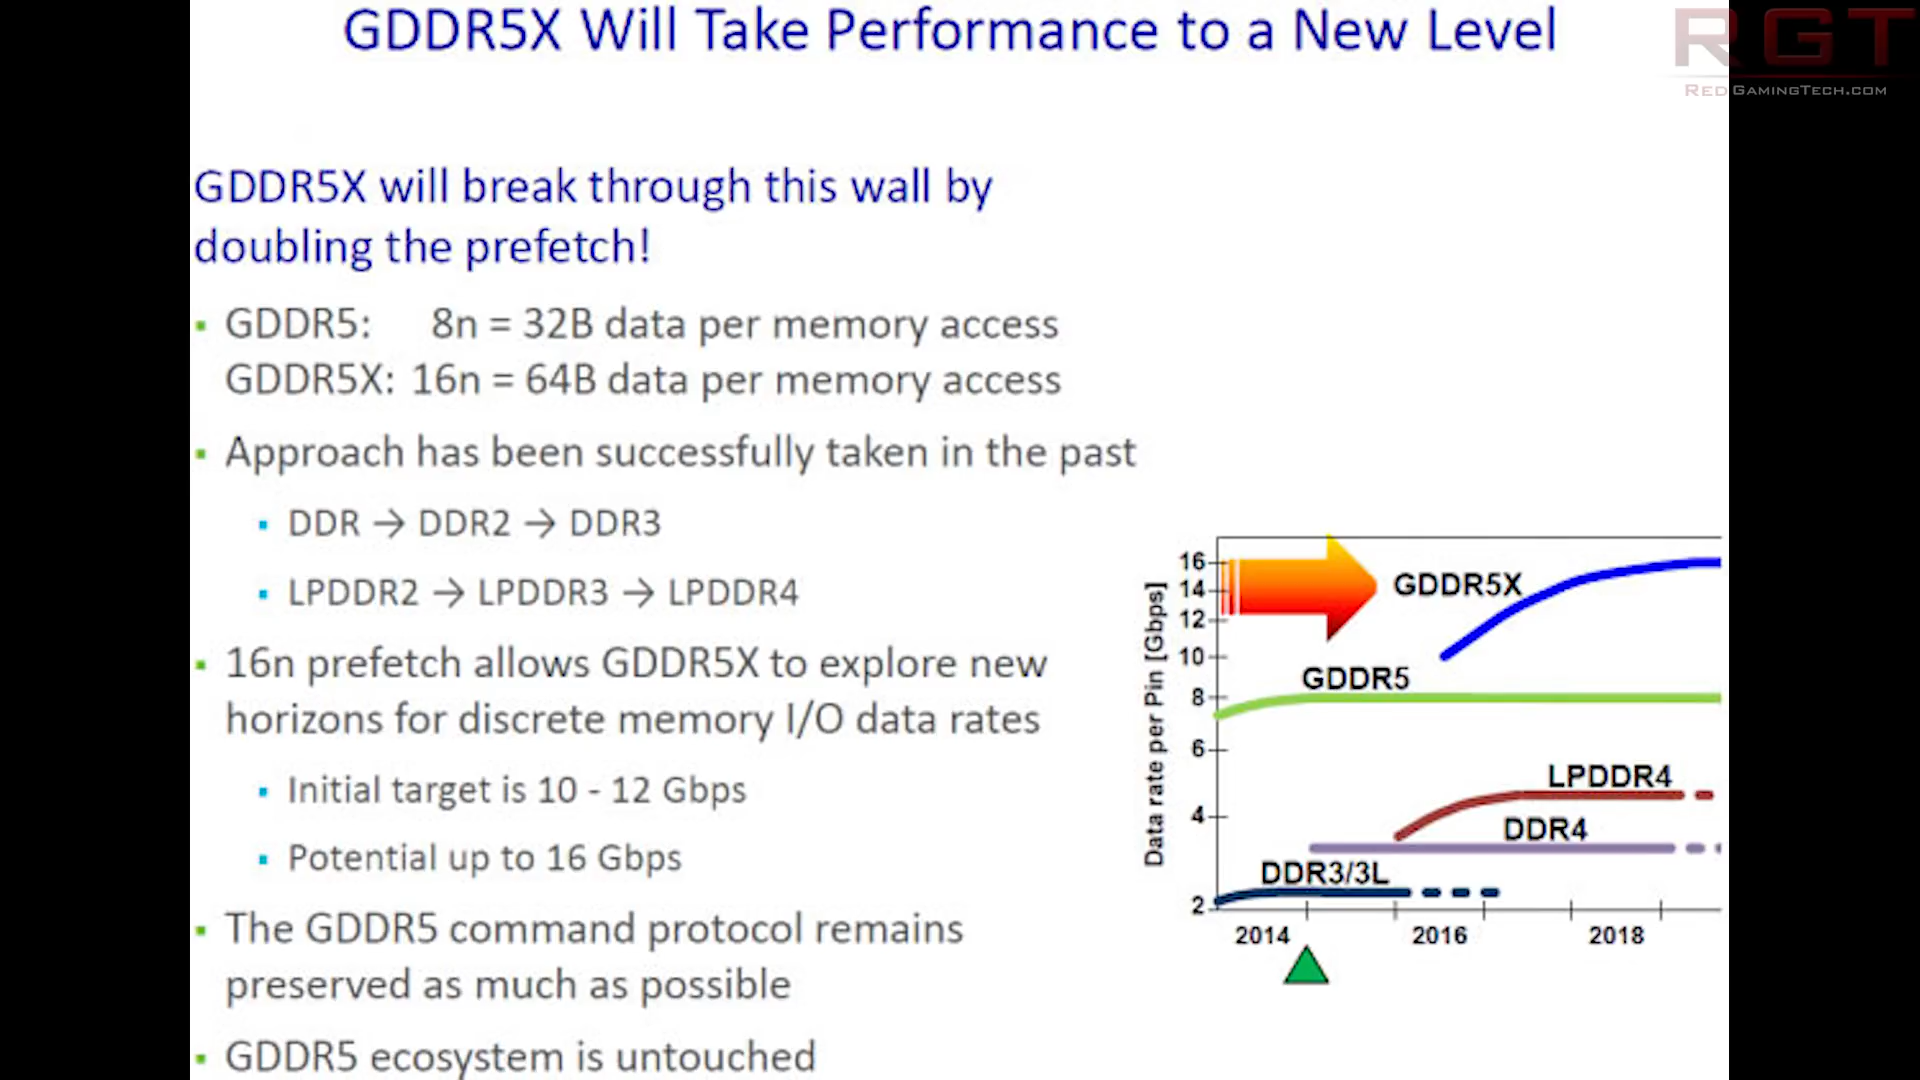 GDDR5X Will Take Performance to a New Level
RGT
REDGAMINGTECH.COM
GDDR5X will break through this wall by
doubling the prefetch!
GDDR5: 8n = 32B data per memory access
GDDR5X: 16n = 64B data per memory access
Approach has been successfully taken in the past
DDR → DDR2 → DDR3
LPDDR2 → LPDDR3 → LPDDR4
16n prefetch allows GDDR5X to explore new
horizons for discrete memory I/O data rates
Initial target is 10 - 12 Gbps
Potential up to 16 Gbps
The GDDR5 command protocol remains
preserved as much as possible
GDDR5 ecosystem is untouched
Data rate per Pin [Gbps]
16
14
12
10
8
6
4
2
GDDR5X
GDDR5
LPDDR4
DDR4
DDR3/3L
2014 2016 2018